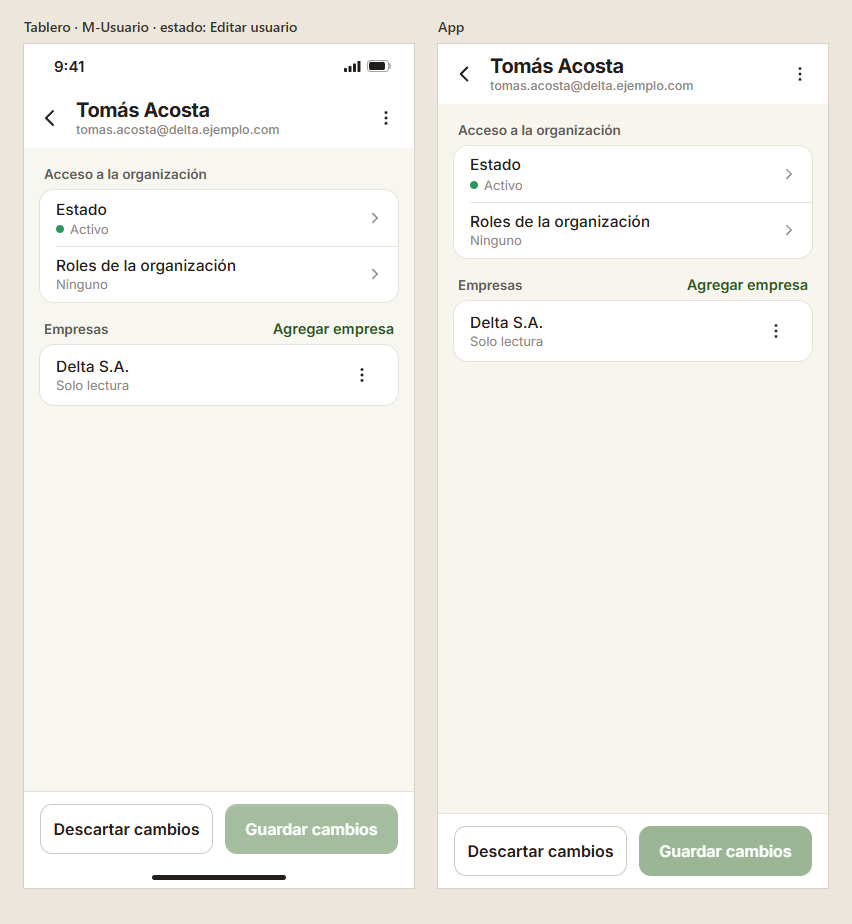 Tablero · M-Usuario · estado: Editar usuario
9:41
Tomás Acosta
tomas.acosta@delta.ejemplo.com
Acceso a la organización
Estado
Activo
Roles de la organización
Ninguno
Empresas Agregar empresa
Delta S.A.
Solo lectura
Descartar cambios Guardar cambios
App
Tomás Acosta
tomas.acosta@delta.ejemplo.com
Acceso a la organización
Estado
Activo
Roles de la organización
Ninguno
Empresas Agregar empresa
Delta S.A.
Solo lectura
Descartar cambios Guardar cambios